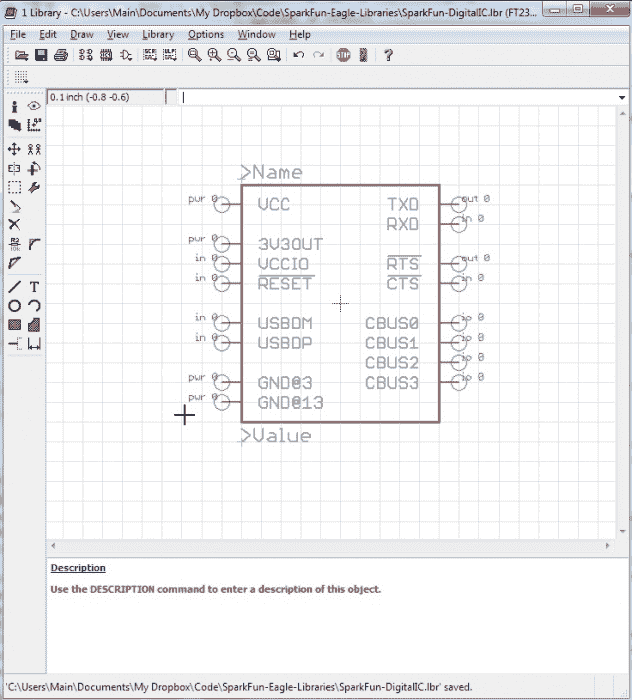 1 Library - C:\Users\Main\Documents\My Dropbox\Code\SparkFun-Eagle-Libraries\SparkFun-DigitalIC.lbr (FT23...
File Edit Draw View Library Options Window Help
0.1 inch (-0.8 -0.6)
>Name
pwr 0 VCC TXD out 0
RXD in 0
pwr 0 3V3OUT
in 0 VCCIO RTS out 0
in 0 RESET CTS in 0
in 0 USBDM CBUS0 io 0
in 0 USBDP CBUS1 io 0
CBUS2 io 0
pwr 0 GND@3 CBUS3 io 0
pwr 0 GND@13
>Value
Description
Use the DESCRIPTION command to enter a description of this object.
'C:\Users\Main\Documents\My Dropbox\Code\SparkFun-Eagle-Libraries\SparkFun-DigitalIC.lbr' saved.